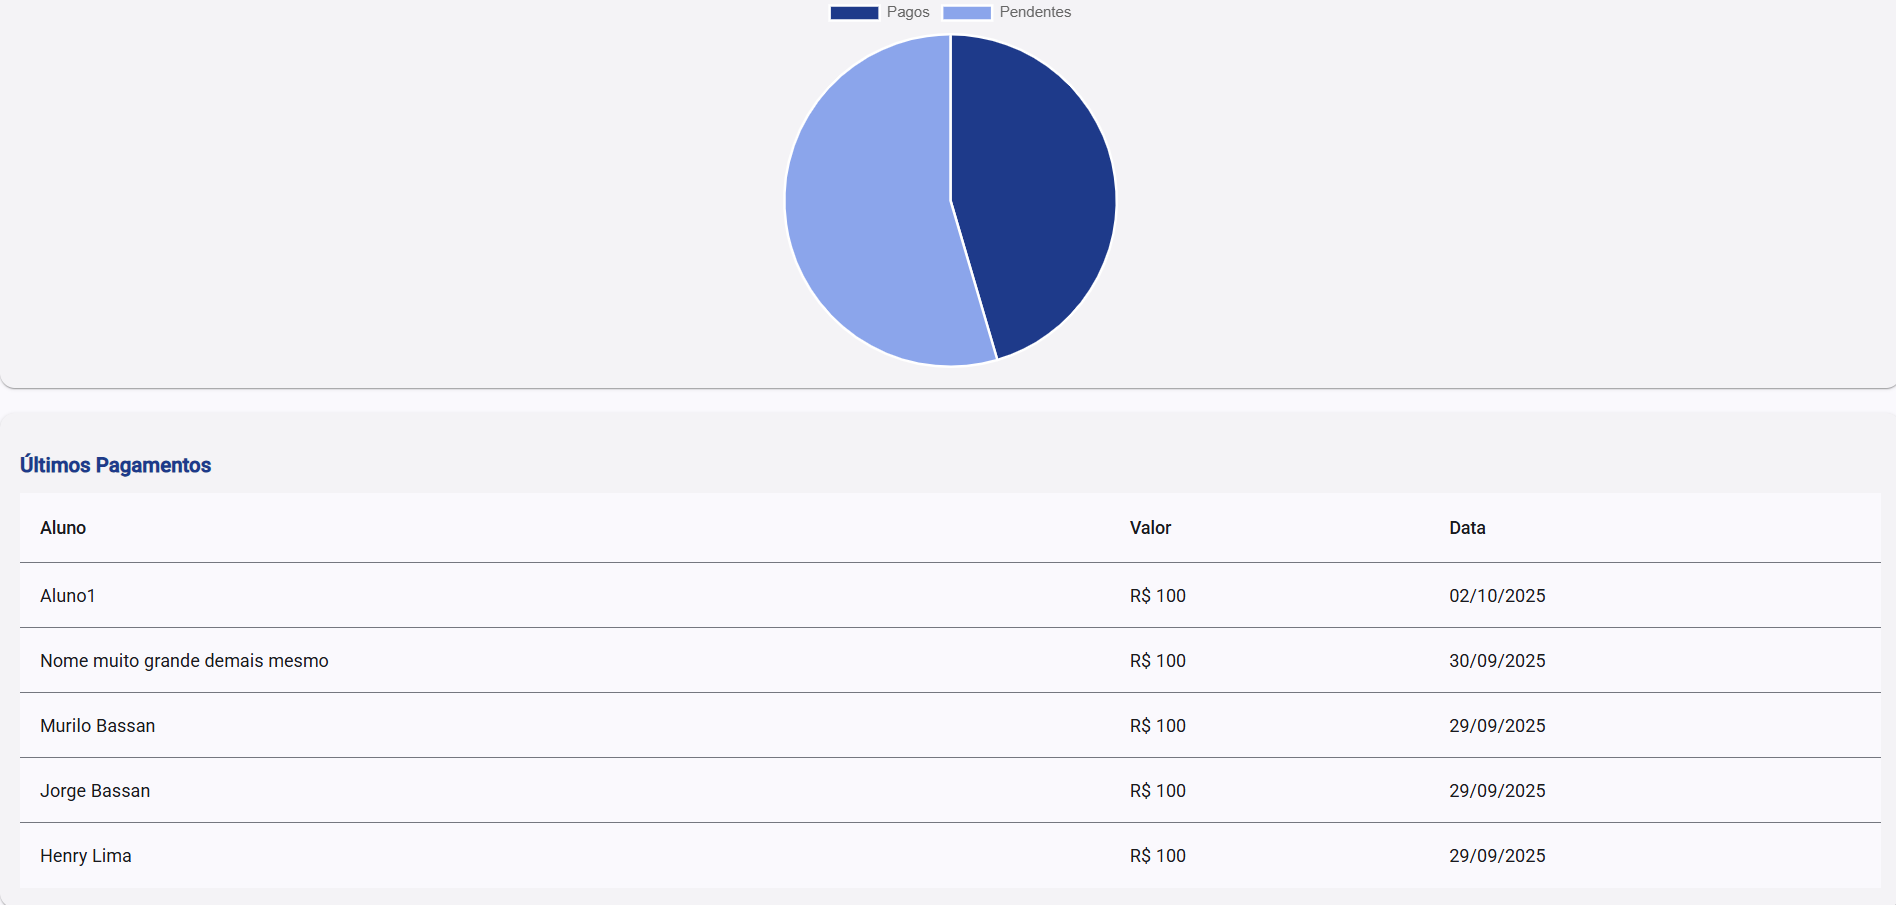 Pagos Pendentes
Últimos Pagamentos
Aluno Valor Data
Aluno1 R$ 100 02/10/2025
Nome muito grande demais mesmo R$ 100 30/09/2025
Murilo Bassan R$ 100 29/09/2025
Jorge Bassan R$ 100 29/09/2025
Henry Lima R$ 100 29/09/2025